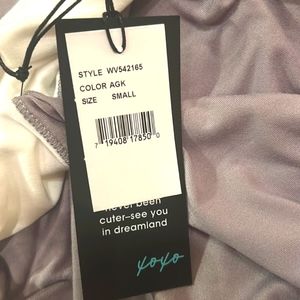 STYLE WV542165
COLOR AGK
SIZE SMALL
7 19408 17850 0
never been
cuter–see you
in dreamland
xoxo